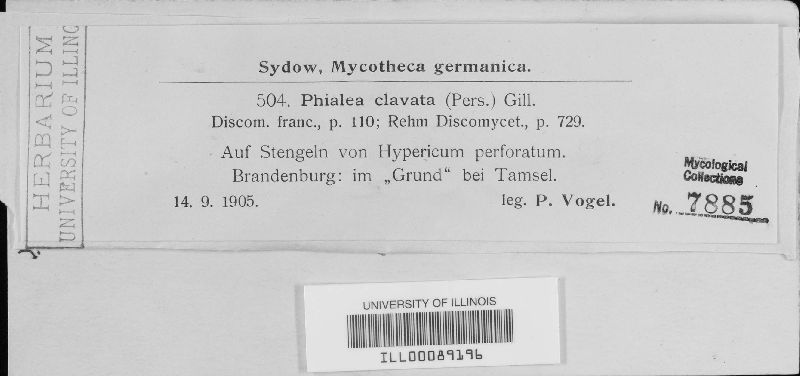 HERBARIUM
UNIVERSITY OF ILLINO
Sydow, Mycotheca germanica.
504. Phialea clavata (Pers.) Gill.
Discom. franc., p. 110; Rehm Discomycet., p. 729.
Auf Stengeln von Hypericum perforatum.
Brandenburg: im „Grund“ bei Tamsel.
14. 9. 1905. leg. P. Vogel.
Mycological
Collections
No. 7885
UNIVERSITY OF ILLINOIS
ILL00089196